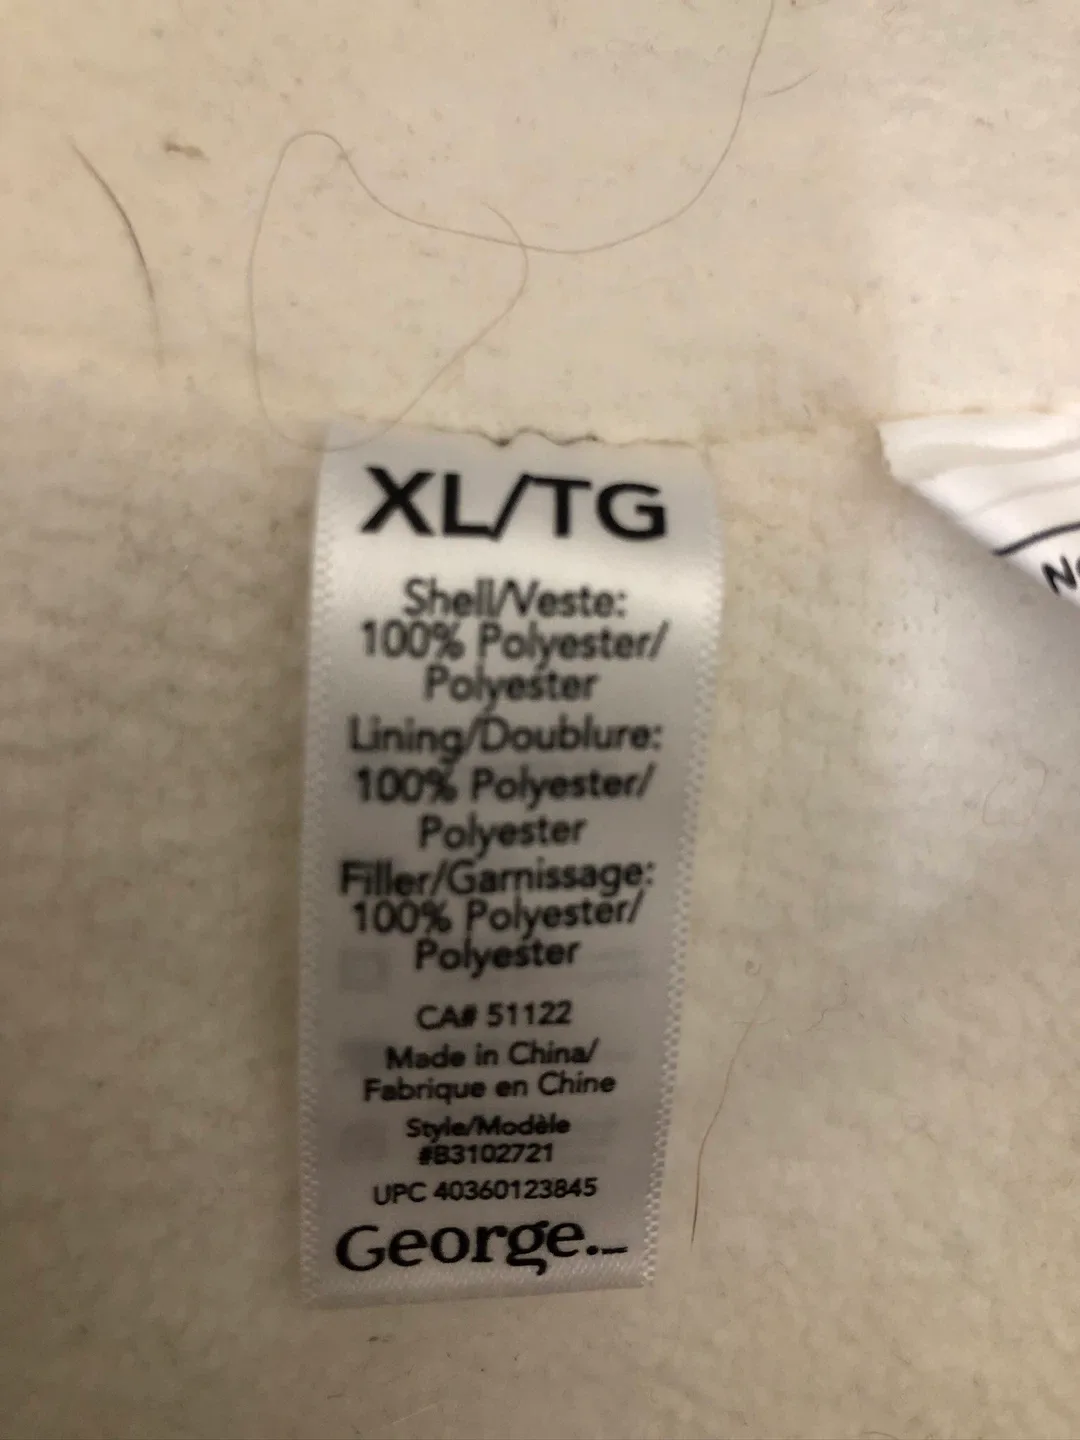 XL/TG
Shell/Veste:
100% Polyester/
Polyester
Lining/Doublure:
100% Polyester/
Polyester
Filler/Garnissage:
100% Polyester/
Polyester
CA# 51122
Made in China/
Fabrique en Chine
Style/Modèle
#B3102721
UPC 40360123845
George._